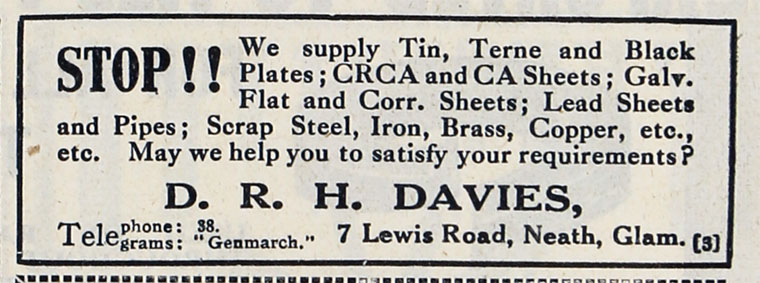 STOP!! We supply Tin, Terne and Black
Plates; CRCA and CA Sheets; Galv.
Flat and Corr. Sheets; Lead Sheets
and Pipes; Scrap Steel, Iron, Brass, Copper, etc.,
etc. May we help you to satisfy your requirements?
D. R. H. DAVIES,
Telephone: 38.
Telegrams: "Genmarch." 7 Lewis Road, Neath, Glam. [3]